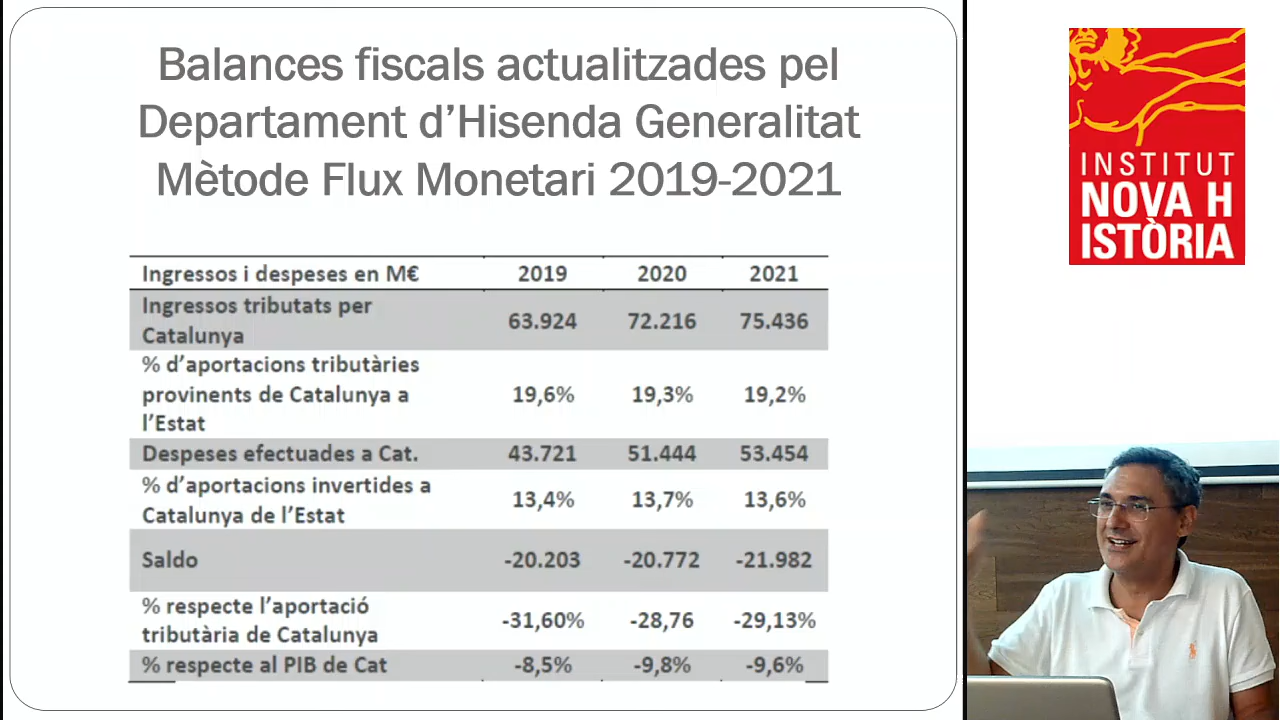 Balances fiscals actualitzades pel
Departament d'Hisenda Generalitat
Mètode Flux Monetari 2019-2021
Ingressos i despeses en M€ 2019 2020 2021
Ingressos tributats per
Catalunya 63.924 72.216 75.436
% d'aportacions tributàries
provinents de Catalunya a 19,6% 19,3% 19,2%
l'Estat
Despeses efectuades a Cat. 43.721 51.444 53.454
% d'aportacions invertides a
Catalunya de l'Estat 13,4% 13,7% 13,6%
Saldo -20.203 -20.772 -21.982
% respecte l'aportació
tributària de Catalunya -31,60% -28,76 -29,13%
% respecte al PIB de Cat -8,5% -9,8% -9,6%
INSTITUT
NOVA H
ISTÒRIA